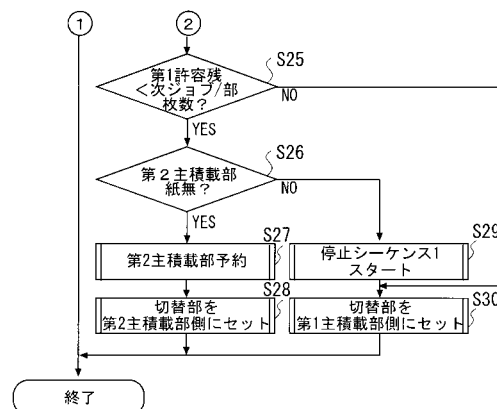 ①
②
S25
第1許容残
<次ジョブ/部
枚数?
NO
YES
S26
第2主積載部
紙無?
NO
YES
S27
第2主積載部予約
S29
停止シーケンス1
スタート
S28
切替部を
第2主積載部側にセット
S30
切替部を
第1主積載部側にセット
終了